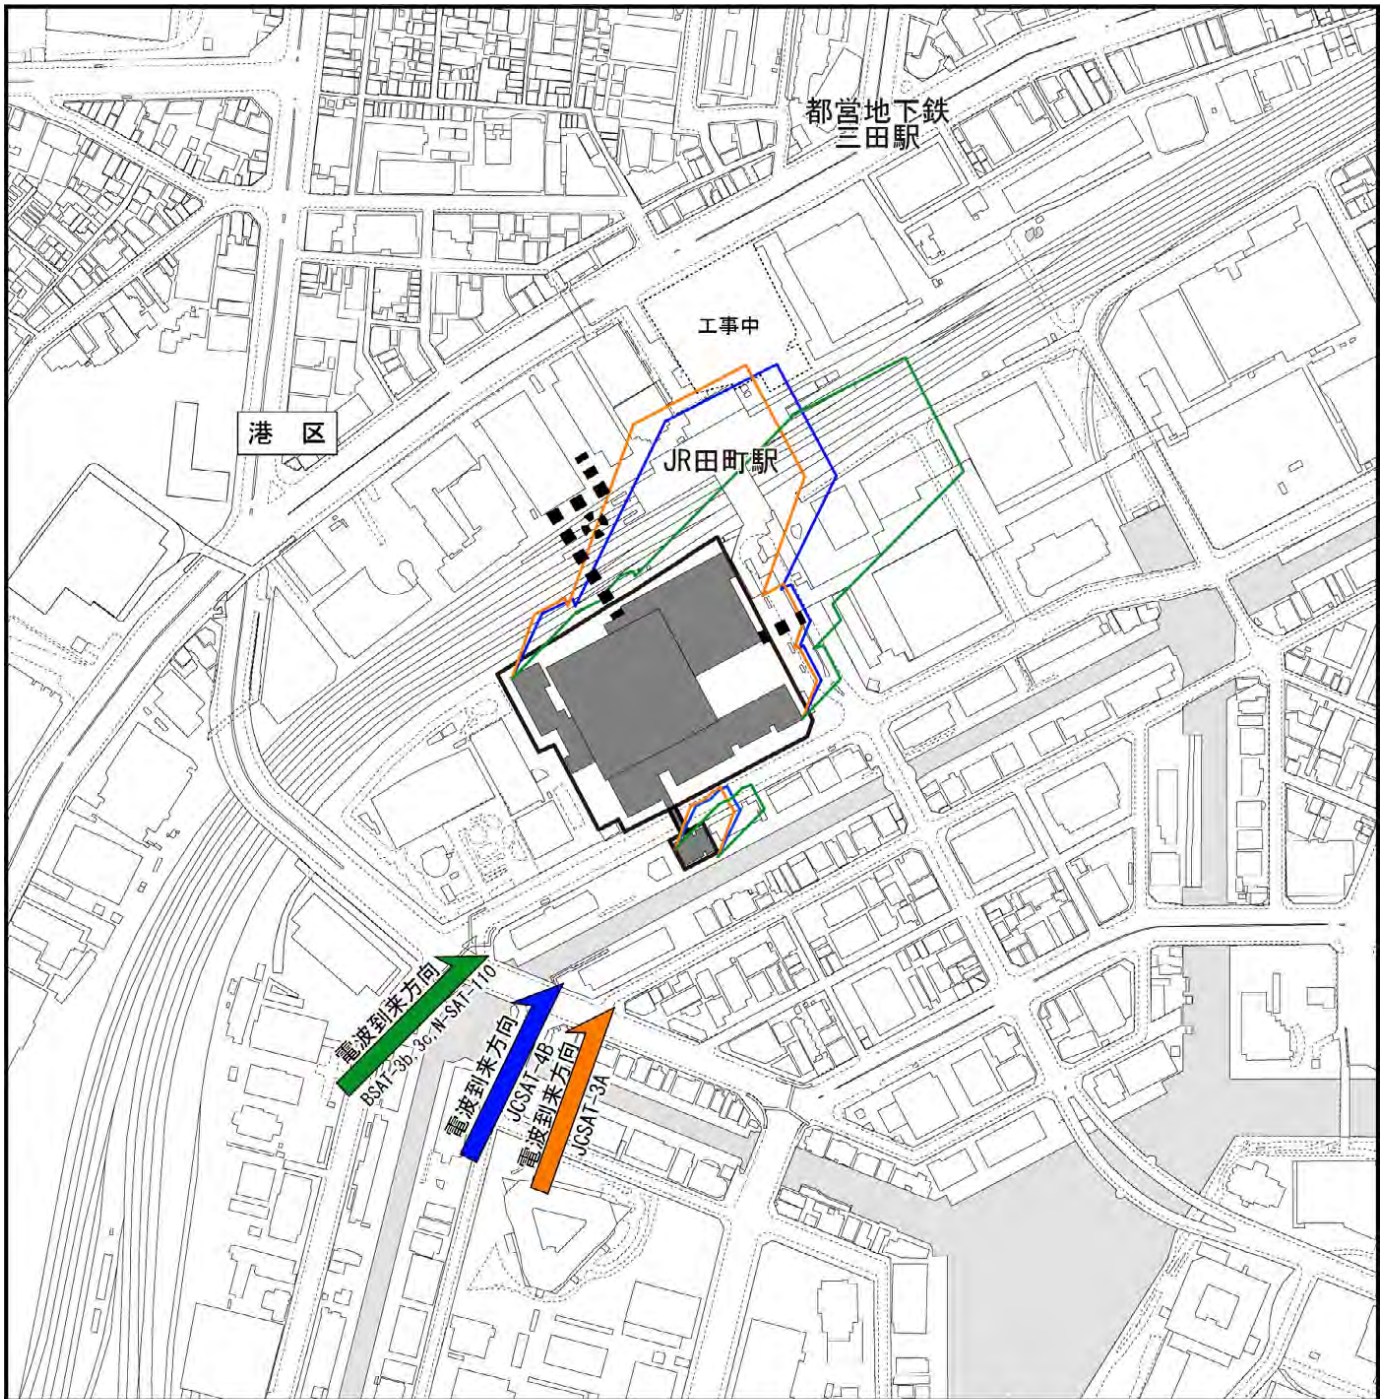 都営地下鉄
三田駅
工事中
港 区
JR田町駅
電波到来方向
BSAT-3b、3c、N-SAT-110
電波到来方向
JCSAT-4B
電波到来方向
JCSAT-3A